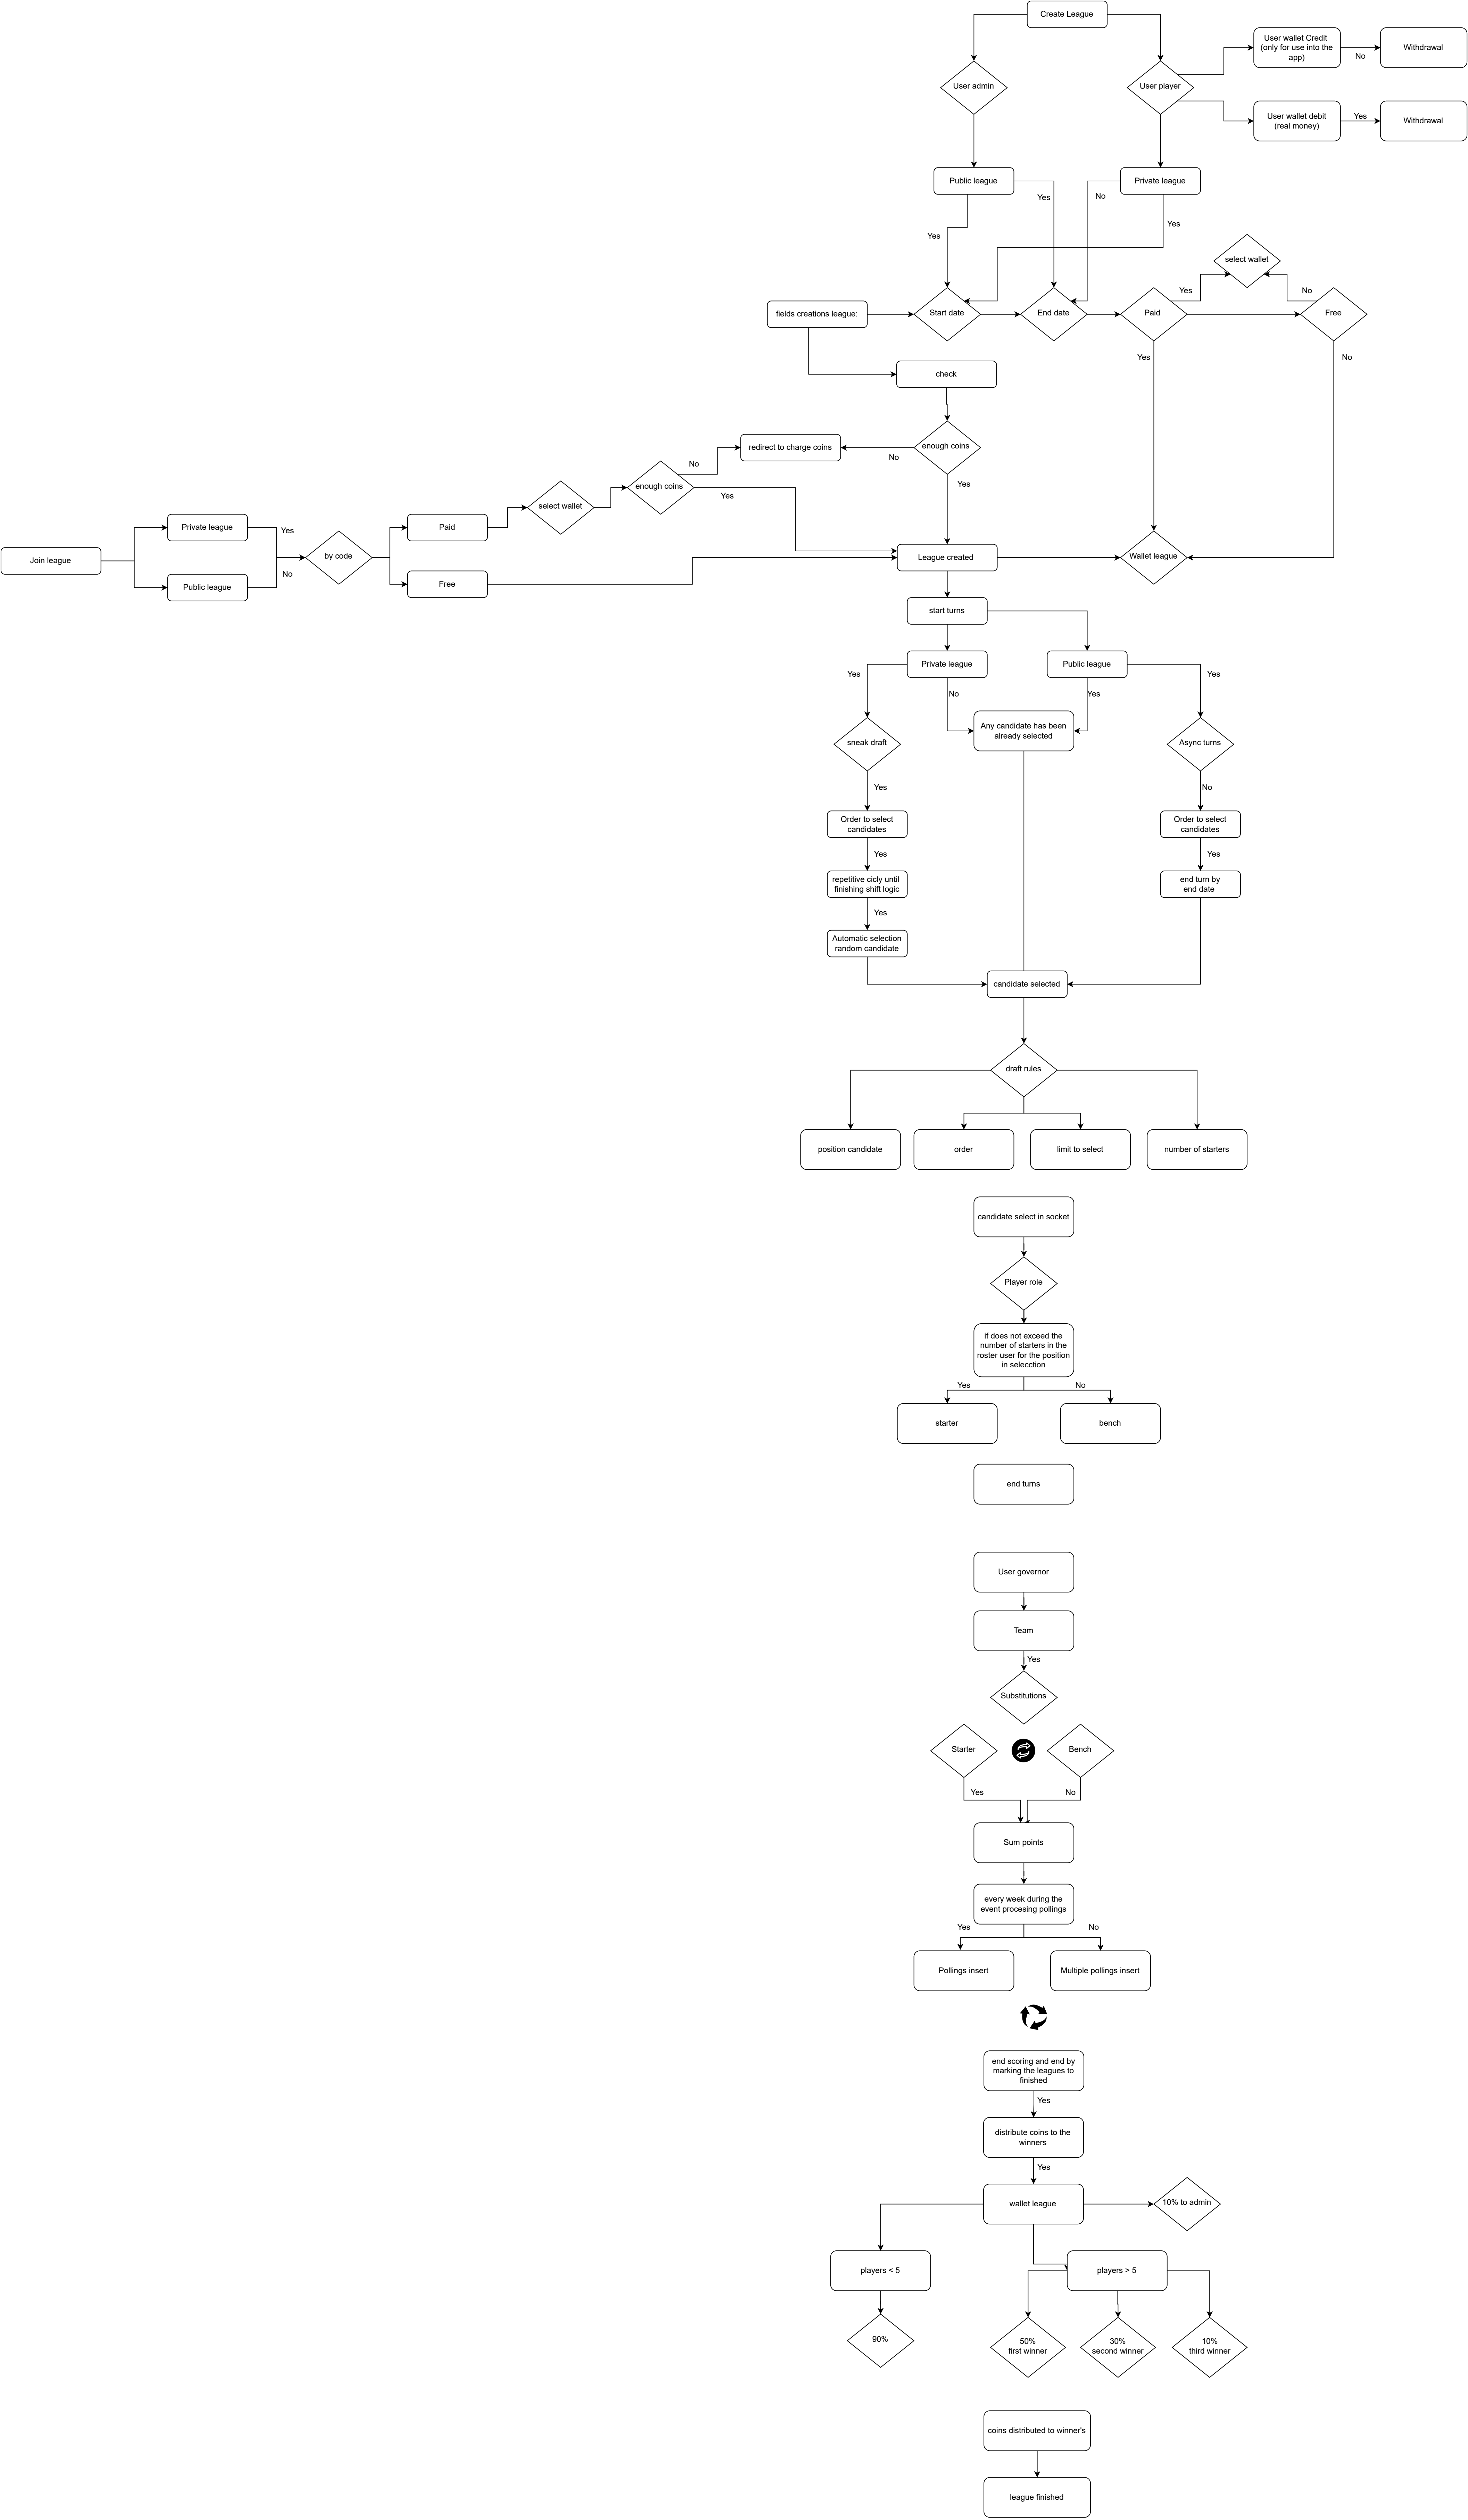 Create League
User wallet Credit
(only for use into the
app)
No
Withdrawal
User admin
User player
User wallet debit
(real money)
Yes
Withdrawal
Public league
Private league
Yes
No
Yes
Yes
select wallet
Yes
No
fields creations league:
Start date
End date
Paid
Free
Yes
No
check
enough coins
redirect to charge coins
No
No
Yes
enough coins
Yes
select wallet
Private league
Yes
Paid
Join league
by code
League created
Wallet league
No
Public league
Free
start turns
Private league
Public league
Yes
Yes
No
Yes
Any candidate has been
already selected
sneak draft
Async turns
Yes
No
Order to select
candidates
Order to select
candidates
Yes
Yes
repetitive cicly until
finishing shift logic
end turn by
end date
Yes
Automatic selection
random candidate
candidate selected
draft rules
position candidate
order
limit to select
number of starters
candidate select in socket
Player role
if does not exceed the
number of starters in the
roster user for the position
in selecction
Yes
No
starter
bench
end turns
User governor
Team
Yes
Substitutions
Starter
Bench
Yes
No
Sum points
every week during the
event procesing pollings
Yes
No
Pollings insert
Multiple pollings insert
end scoring and end by
marking the leagues to
finished
Yes
distribute coins to the
winners
Yes
wallet league
10% to admin
players < 5
players > 5
90%
50%
first winner
30%
second winner
10%
third winner
coins distributed to winner's
league finished